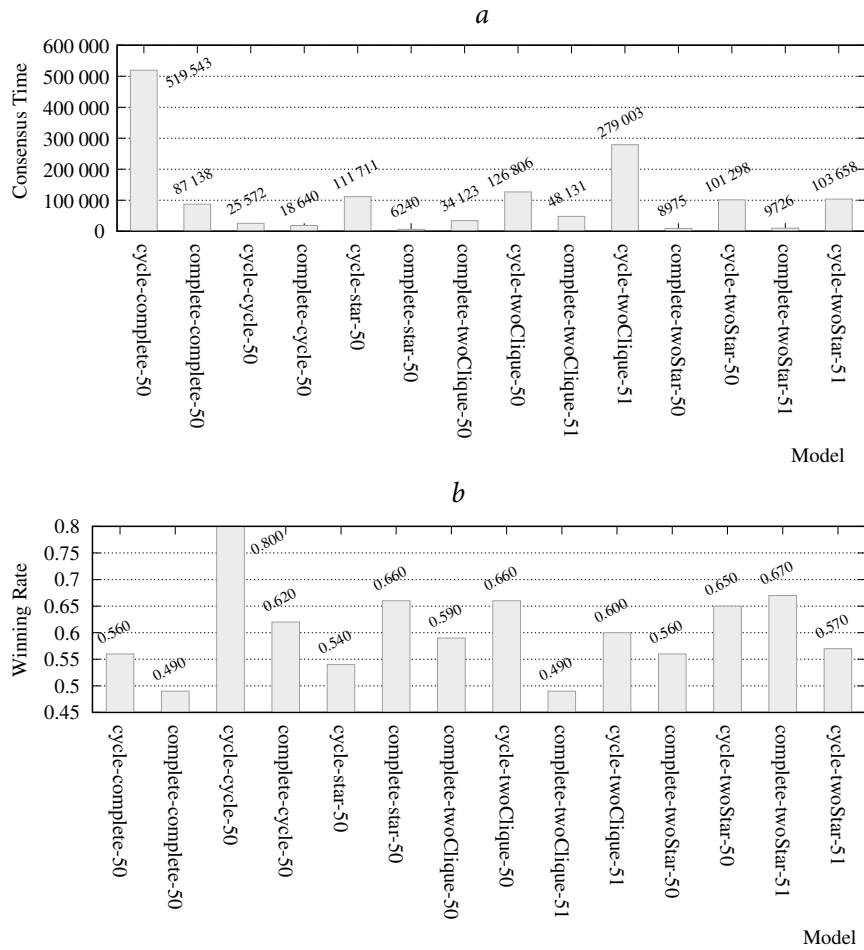 a
600 000
500 000
400 000
300 000
200 000
100 000
0
Consensus Time
519 543
87 138
25 572
18 640
111 711
6240
34 123
126 806
48 131
279 003
8975
101 298
9726
103 658
cycle-complete-50
complete-complete-50
cycle-cycle-50
complete-cycle-50
cycle-star-50
complete-star-50
complete-twoClique-50
cycle-twoClique-50
complete-twoClique-51
cycle-twoClique-51
complete-twoStar-50
cycle-twoStar-50
complete-twoStar-51
cycle-twoStar-51
Model
b
0.8
0.75
0.7
0.65
0.6
0.55
0.5
0.45
Winning Rate
0.560
0.490
0.800
0.620
0.540
0.660
0.590
0.660
0.490
0.600
0.560
0.650
0.670
0.570
cycle-complete-50
complete-complete-50
cycle-cycle-50
complete-cycle-50
cycle-star-50
complete-star-50
complete-twoClique-50
cycle-twoClique-50
complete-twoClique-51
cycle-twoClique-51
complete-twoStar-50
cycle-twoStar-50
complete-twoStar-51
cycle-twoStar-51
Model